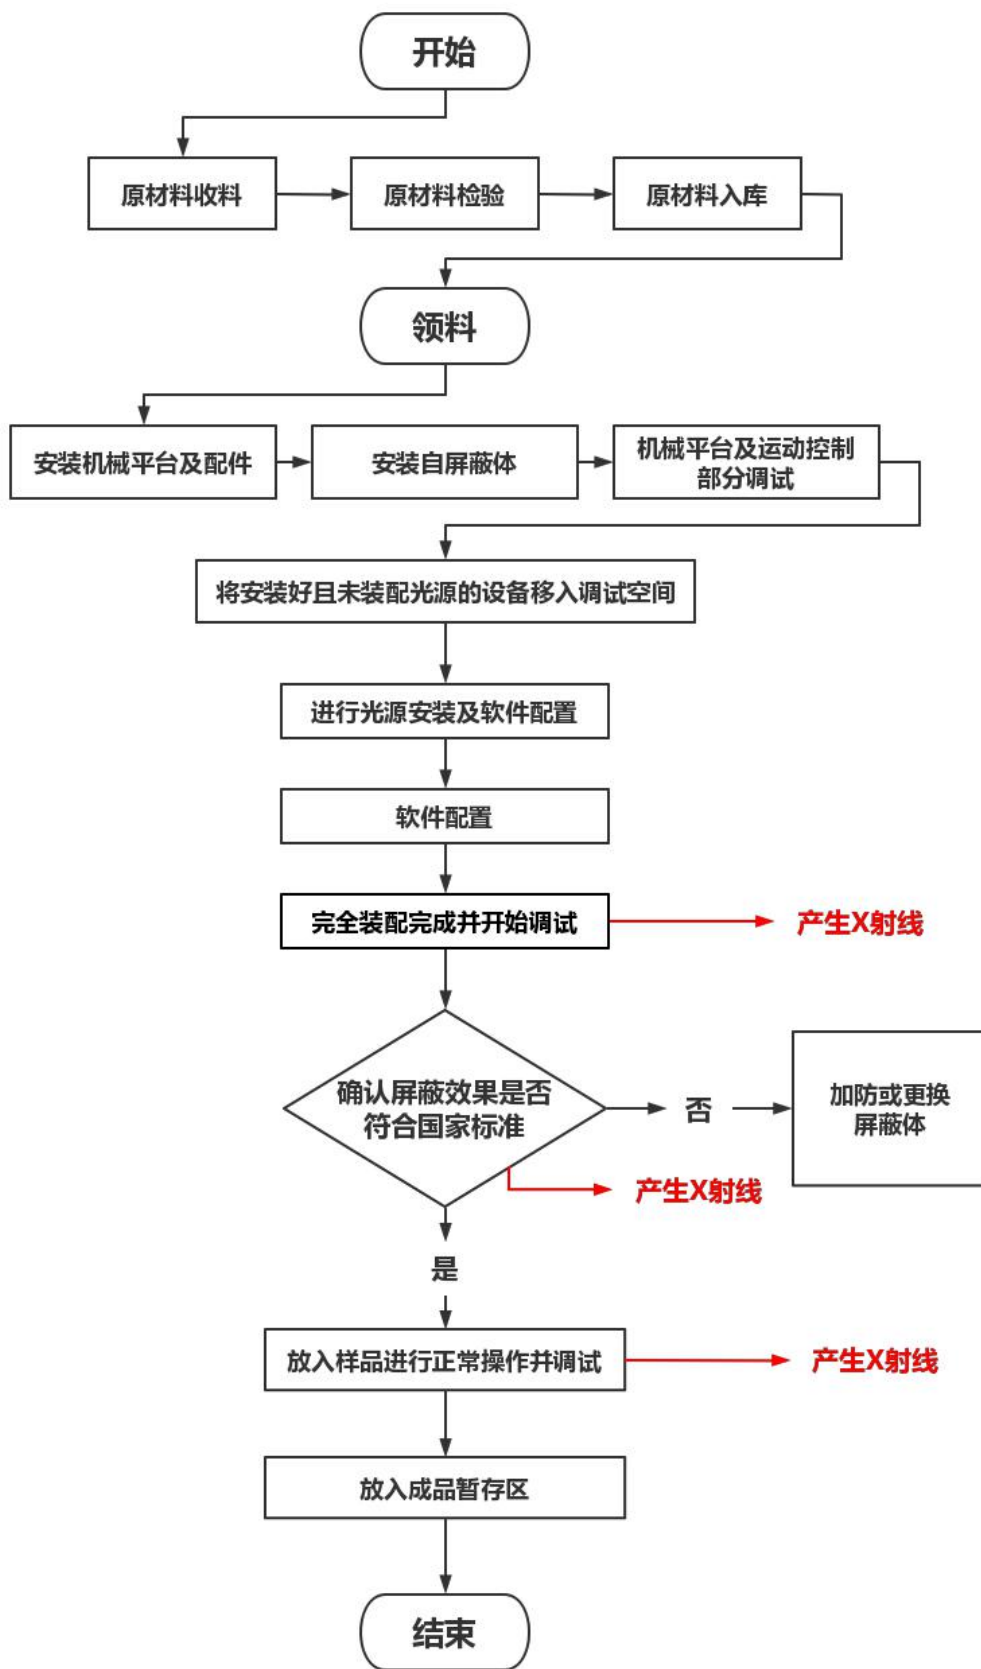 开始
原材料收料
原材料检验
原材料入库
领料
安装机械平台及配件
安装自屏蔽体
机械平台及运动控制
部分调试
将安装好且未装配光源的设备移入调试空间
进行光源安装及软件配置
软件配置
完全装配完成并开始调试
产生X射线
确认屏蔽效果是否
符合国家标准
否
加防或更换
屏蔽体
产生X射线
是
放入样品进行正常操作并调试
产生X射线
放入成品暂存区
结束